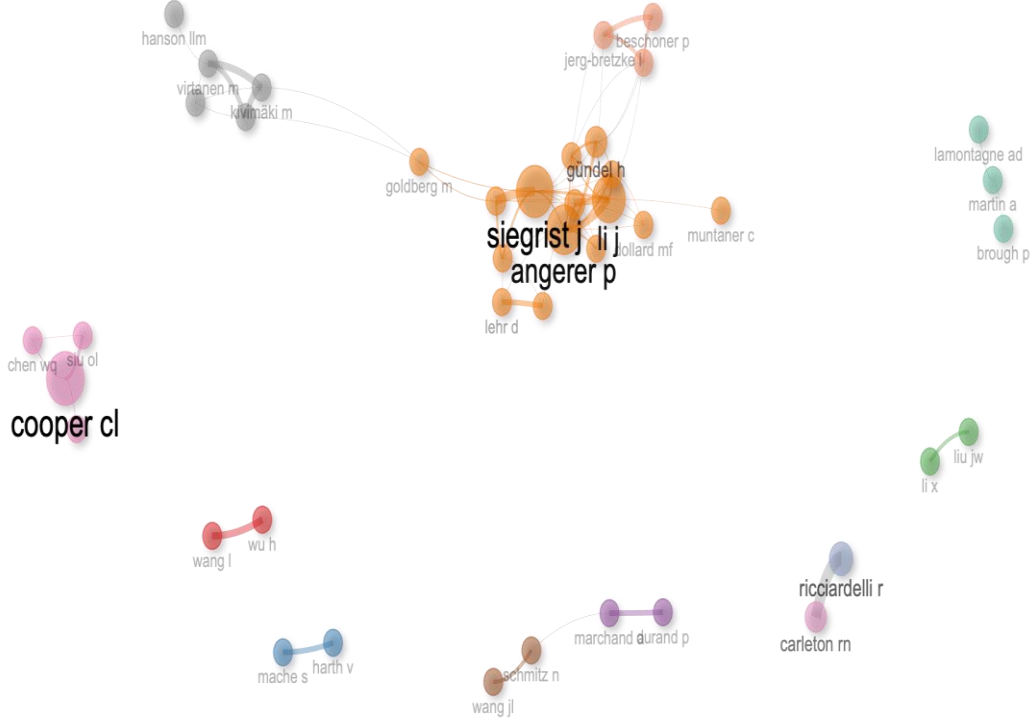 hanson llm
beschoner p
jerg-bretzke l
virtanen m
kivimäki m
lamontagne ad
gündel h
goldberg m
martin a
siegrist j
li j
dollard mf
muntaner c
brough p
angerer p
lehr d
chen wq
siu ol
cooper cl
liu jw
li x
wu h
wang l
ricciardelli r
marchand a
durand p
carleton rn
harth v
mache s
schmitz n
wang jl